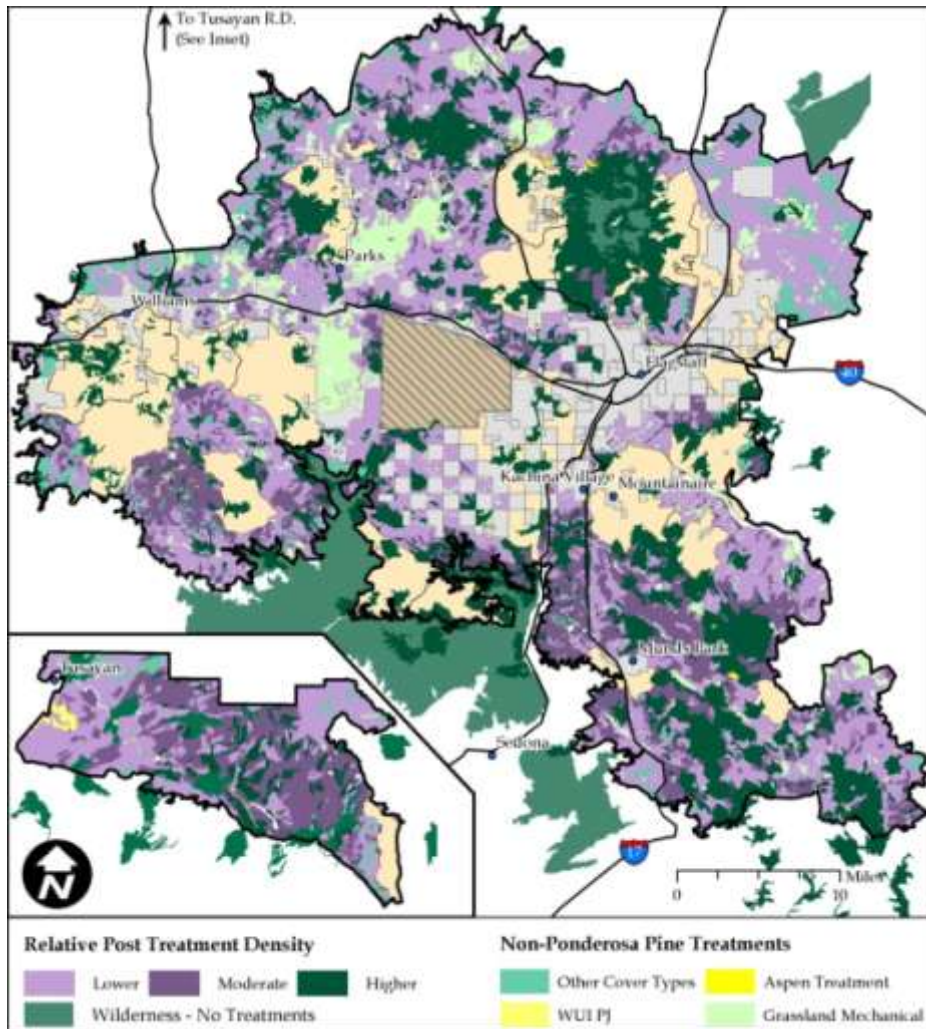 To Tusayan R.D.
(See Inset)
Parks
Williams
Flagstaff
40
Kachina Village
Mountainaire
Munds Park
Tusayan
Sedona
17
N
Miles
0 10
Relative Post Treatment Density
Lower Moderate Higher
Wilderness - No Treatments
Non-Ponderosa Pine Treatments
Other Cover Types Aspen Treatment
WUI PJ Grassland Mechanical